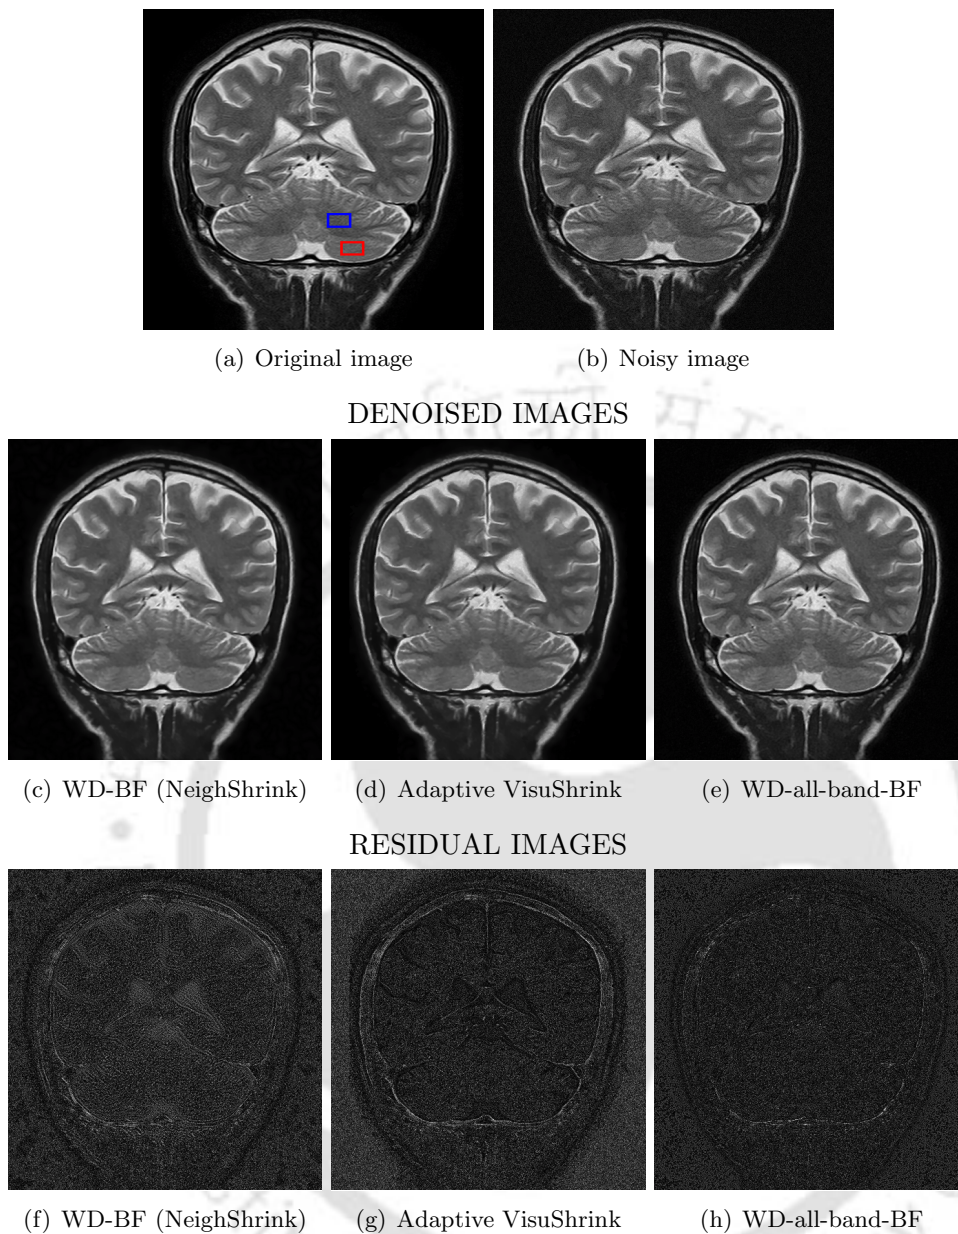 (a) Original image
(b) Noisy image
DENOISED IMAGES
(c) WD-BF (NeighShrink)
(d) Adaptive VisuShrink
(e) WD-all-band-BF
RESIDUAL IMAGES
(f) WD-BF (NeighShrink)
(g) Adaptive VisuShrink
(h) WD-all-band-BF